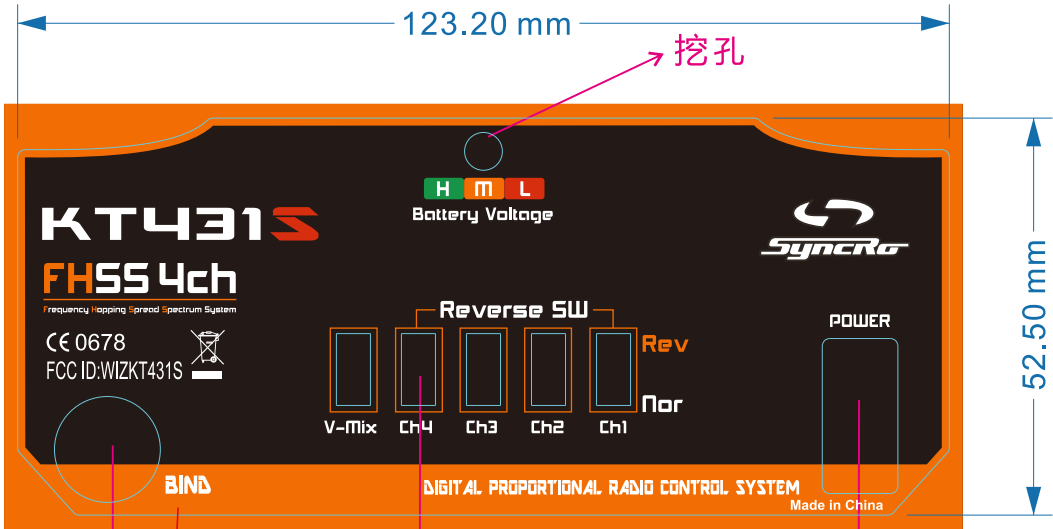 123.20 mm
挖孔
H M L
Battery Voltage
KT431S
FHSS 4ch
Frequency Hopping Spread Spectrum System
SyncRo
Reverse SW
POWER
52.50 mm
CE 0678
FCC ID:WIZKT431S
Rev
Nor
V-Mix Ch4 Ch3 Ch2 Ch1
BIND
DIGITAL PROPORTIONAL RADIO CONTROL SYSTEM
Made in China